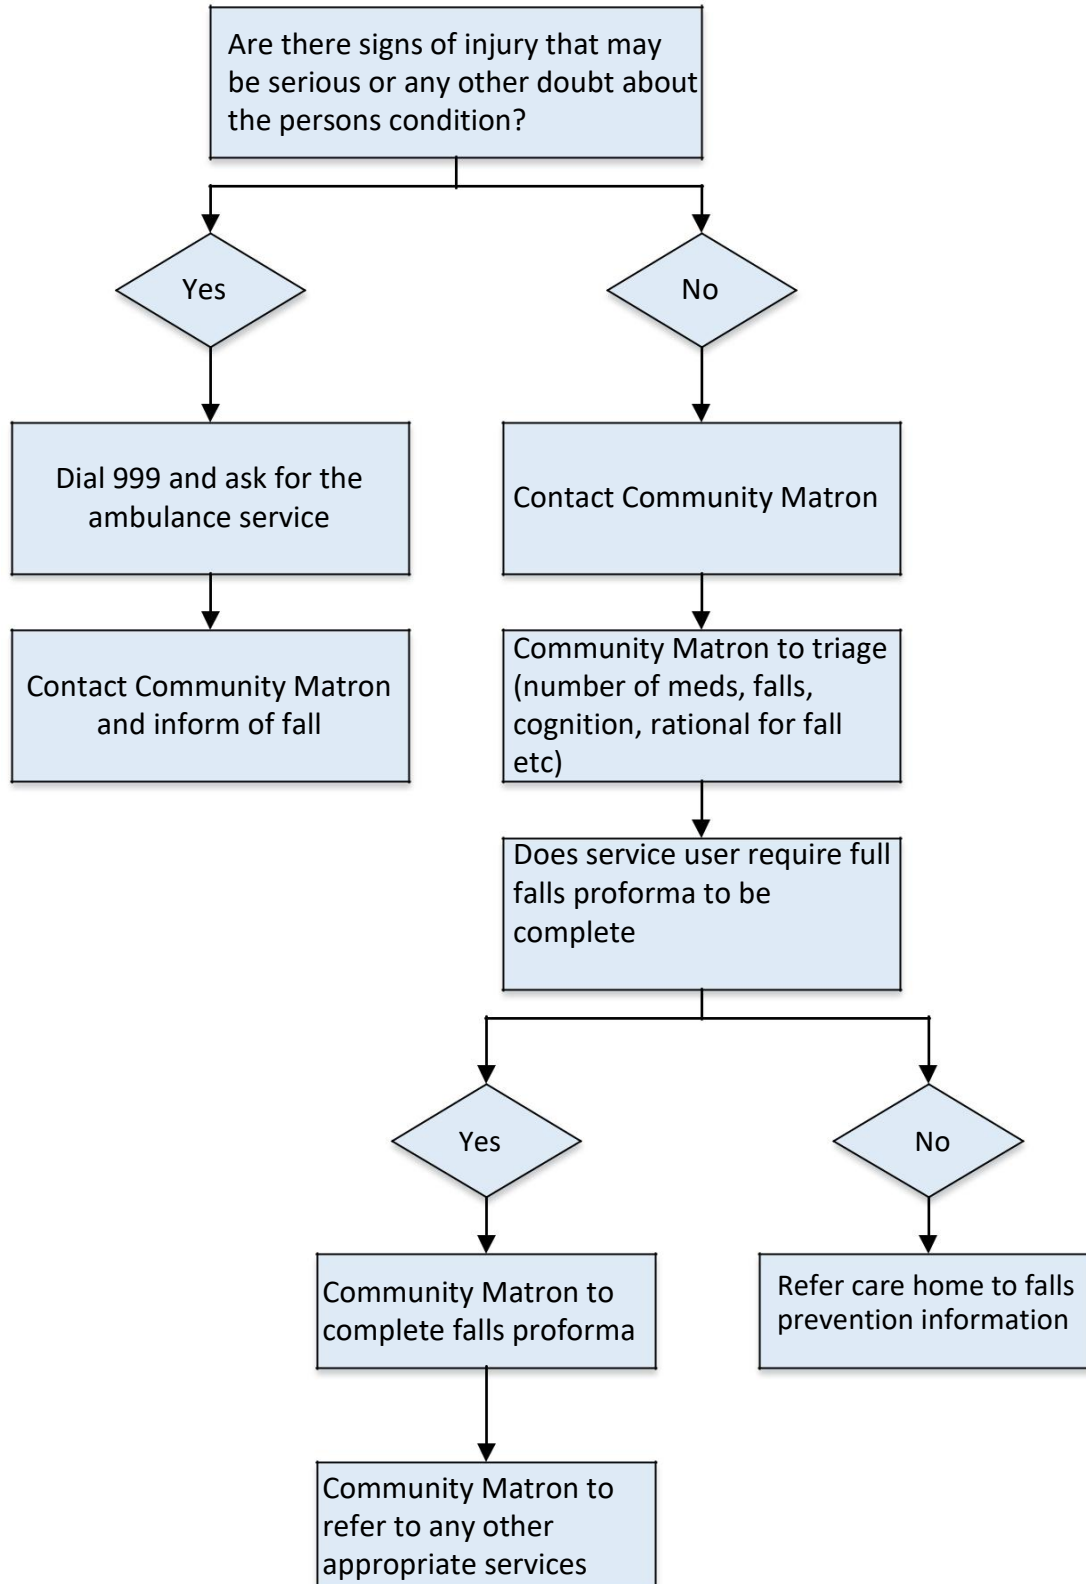 Are there signs of injury that may
be serious or any other doubt about
the persons condition?
Yes
No
Dial 999 and ask for the
ambulance service
Contact Community Matron
Contact Community Matron
and inform of fall
Community Matron to triage
(number of meds, falls,
cognition, rational for fall
etc)
Does service user require full
falls proforma to be
complete
Yes
No
Community Matron to
complete falls proforma
Refer care home to falls
prevention information
Community Matron to
refer to any other
appropriate services